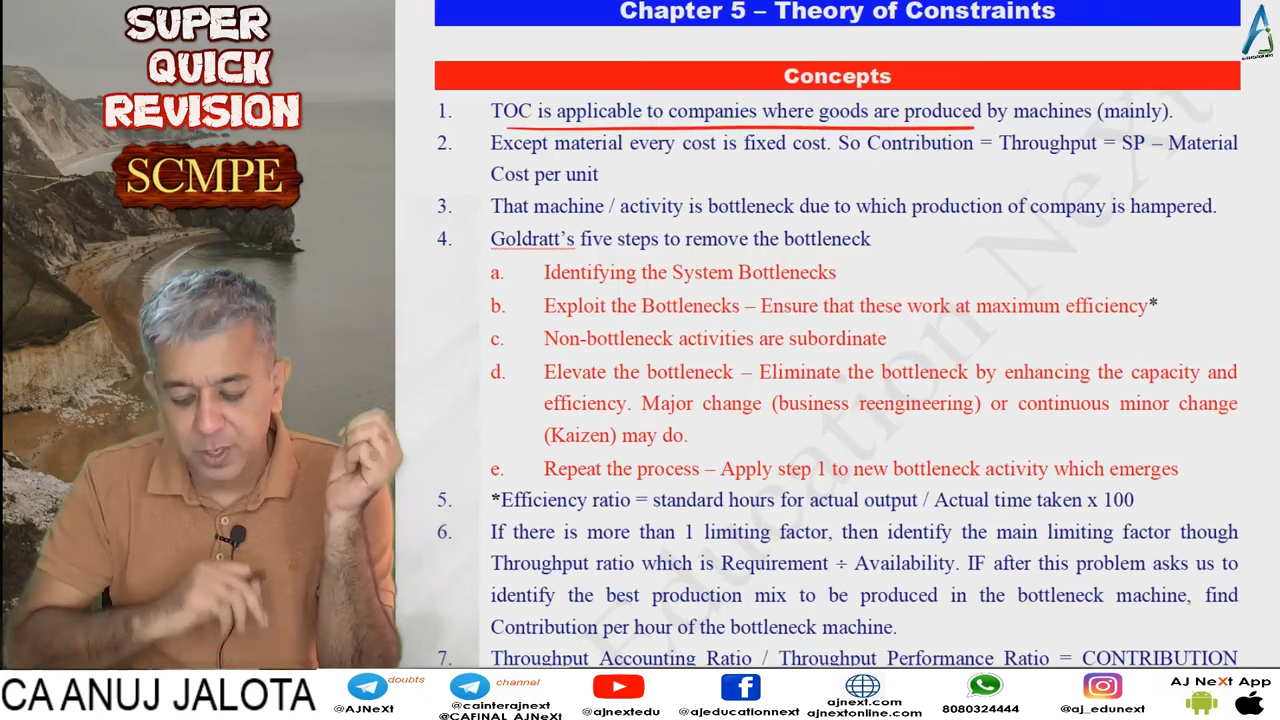 SUPER
QUICK
REVISION
SCMPE
Chapter 5 – Theory of Constraints
Concepts
1. TOC is applicable to companies where goods are produced by machines (mainly).
2. Except material every cost is fixed cost. So Contribution = Throughput = SP – Material
Cost per unit
3. That machine / activity is bottleneck due to which production of company is hampered.
4. Goldratt’s five steps to remove the bottleneck
a. Identifying the System Bottlenecks
b. Exploit the Bottlenecks – Ensure that these work at maximum efficiency*
c. Non-bottleneck activities are subordinate
d. Elevate the bottleneck – Eliminate the bottleneck by enhancing the capacity and
efficiency. Major change (business reengineering) or continuous minor change
(Kaizen) may do.
e. Repeat the process – Apply step 1 to new bottleneck activity which emerges
5. *Efficiency ratio = standard hours for actual output / Actual time taken x 100
6. If there is more than 1 limiting factor, then identify the main limiting factor though
Throughput ratio which is Requirement ÷ Availability. IF after this problem asks us to
identify the best production mix to be produced in the bottleneck machine, find
Contribution per hour of the bottleneck machine.
7. Throughput Accounting Ratio / Throughput Performance Ratio = CONTRIBUTION
Education NeXt
CA ANUJ JALOTA
doubts
@AJNeXt
channel
@cainterajnext
@CAFINAL_AJNeXt
@ajnextedu
@ajeducationnext
ajnext.com
ajnextonline.com
8080324444
@aj_edunext
AJ NeXt App